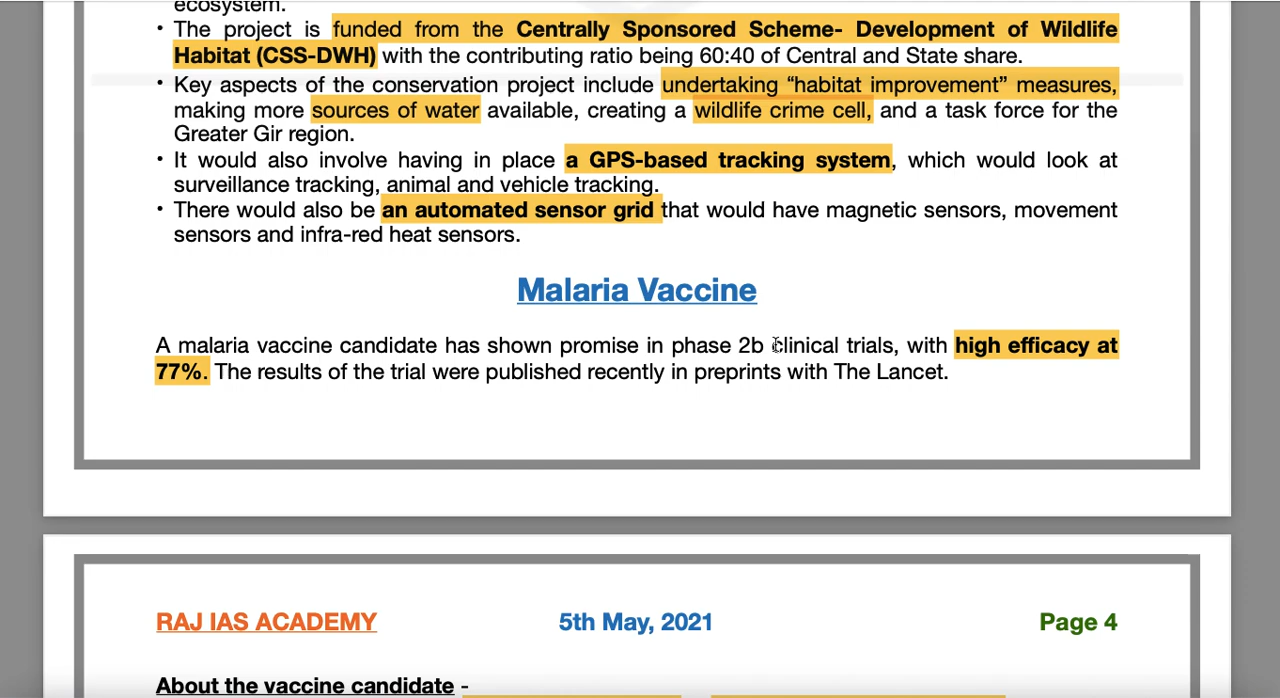 ecosystem.
• The project is funded from the Centrally Sponsored Scheme- Development of Wildlife
Habitat (CSS-DWH) with the contributing ratio being 60:40 of Central and State share.
• Key aspects of the conservation project include undertaking “habitat improvement” measures,
making more sources of water available, creating a wildlife crime cell, and a task force for the
Greater Gir region.
• It would also involve having in place a GPS-based tracking system, which would look at
surveillance tracking, animal and vehicle tracking.
• There would also be an automated sensor grid that would have magnetic sensors, movement
sensors and infra-red heat sensors.
Malaria Vaccine
A malaria vaccine candidate has shown promise in phase 2b clinical trials, with high efficacy at
77%. The results of the trial were published recently in preprints with The Lancet.
RAJ IAS ACADEMY 5th May, 2021 Page 4
About the vaccine candidate -